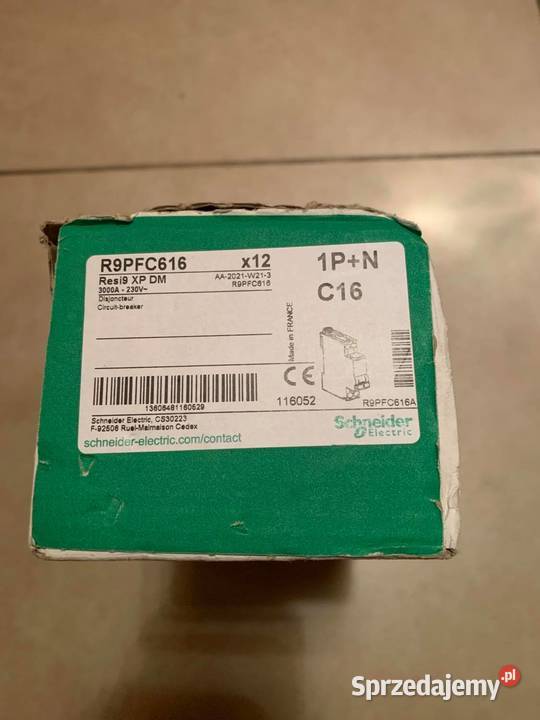 R9PFC616 x12 1P+N
Resi9 XP DM AA-2021-W21-3
3000A - 230V~ R9PFC616
C16
Disjoncteur
Circuit-breaker
Made in FRANCE
CE
13606481160529
116052
R9PFC616A
Schneider Electric, CS30223
F-92506 Rueil-Malmaison Cedex
schneider-electric.com/contact
Schneider
Electric
Sprzedajemy.pl